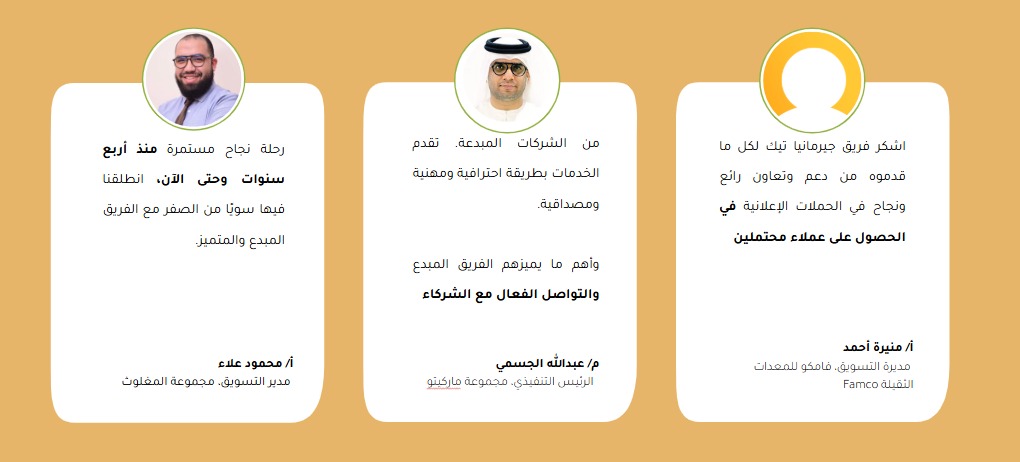 اشكر فريق جيرمانيا تيك لكل ما
قدموه من دعم وتعاون رائع
ونجاح في الحملات الإعلانية في
الحصول على عملاء محتملين
أ/ منيرة أحمد
مديرة التسويق، فامكو للمعدات
الثقيلة Famco
من الشركات المبدعة. تقدم
الخدمات بطريقة احترافية ومهنية
ومصداقية.
وأهم ما يميزهم الفريق المبدع
والتواصل الفعال مع الشركاء
م/ عبدالله الجسمي
الرئيس التنفيذي، مجموعة ماركيتو
رحلة نجاح مستمرة منذ أربع
سنوات وحتى الآن، انطلقنا
فيها سويًا من الصفر مع الفريق
المبدع والمتميز.
أ/ محمود علاء
مدير التسويق، مجموعة المغلوث